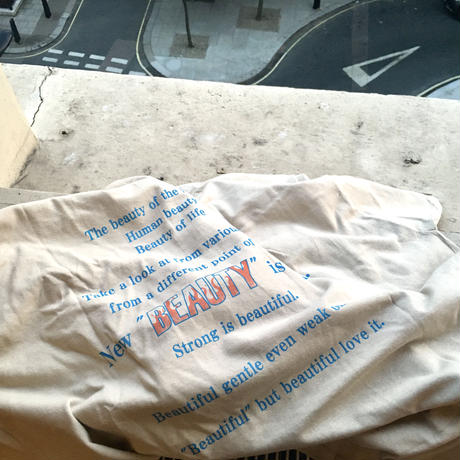 The beauty of the
Human beauty
Beauty of life
Take a look at from
from a different point of
New "BEAUTY" is
Strong is beautiful.
Beautiful gentle even weak
"Beautiful" but beautiful love it.